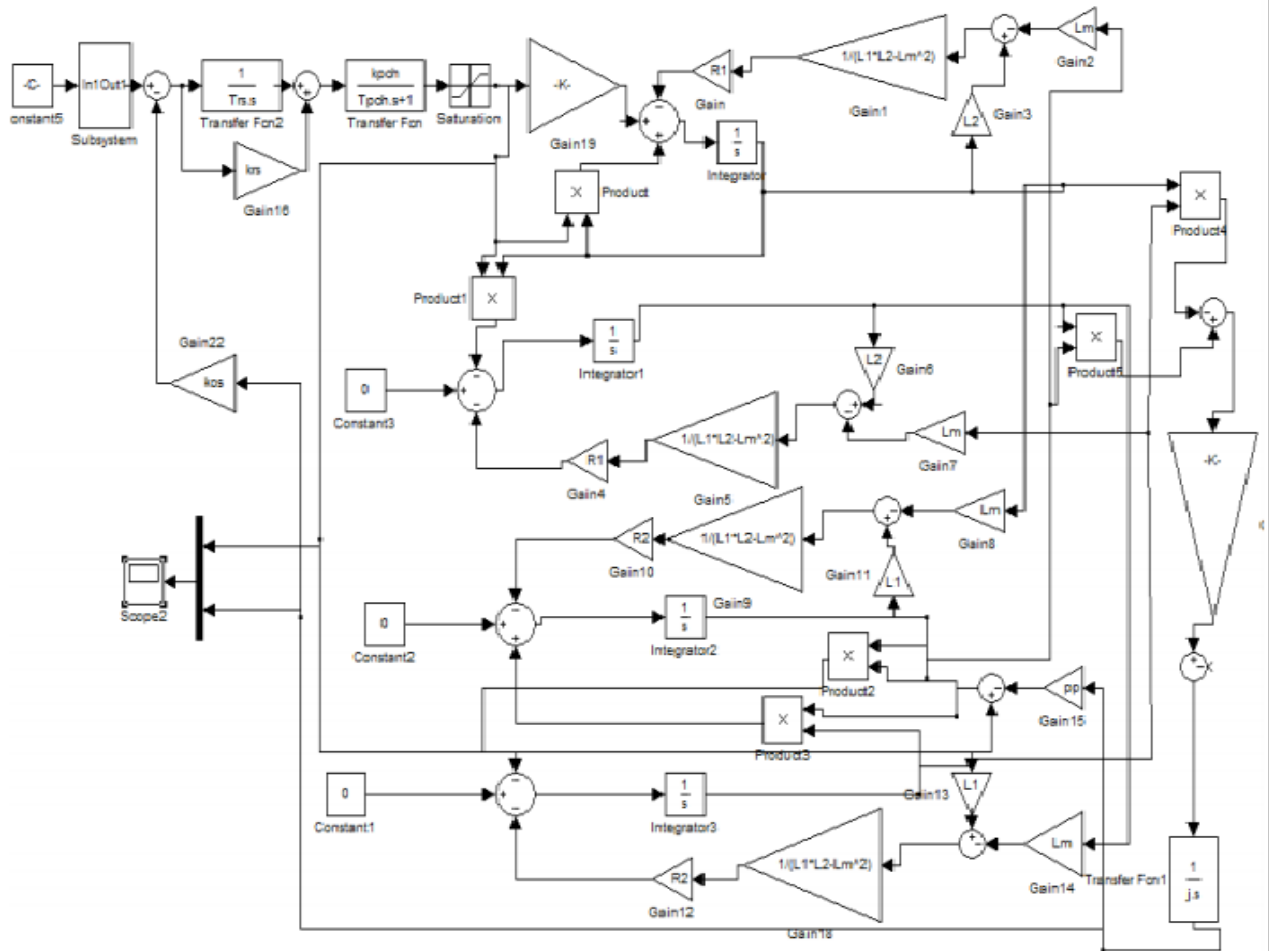 -C-
onstant5
In1Out1
Subsystem
1
Trs.s
Transfer Fcn2
krs
Gain16
kpch
Tpch.s+1
Transfer Fcn
Saturation
-K-
Gain19
X
Product
1
s
Integrator
R1
Gain
1/(L1*L2-Lm^2)
Gain1
Lm
Gain2
L2
Gain3
X
Product4
X
Product1
1
s
Integrator1
0
Constant3
R1
Gain4
1/(L1*L2-Lm^2)
Gain5
L2
Gain6
Lm
Gain7
X
Product5
-K-
Gain22
kos
Scope2
R2
Gain10
1/(L1*L2-Lm^2)
Gain9
Lm
Gain8
L1
Gain11
0
Constant2
1
s
Integrator2
X
Product2
X
Product3
pp
Gain15
0
Constant1
1
s
Integrator3
L1
Gain13
Lm
Gain14
R2
Gain12
1/(L1*L2-Lm^2)
Gain18
Transfer Fcn1
1
j.s